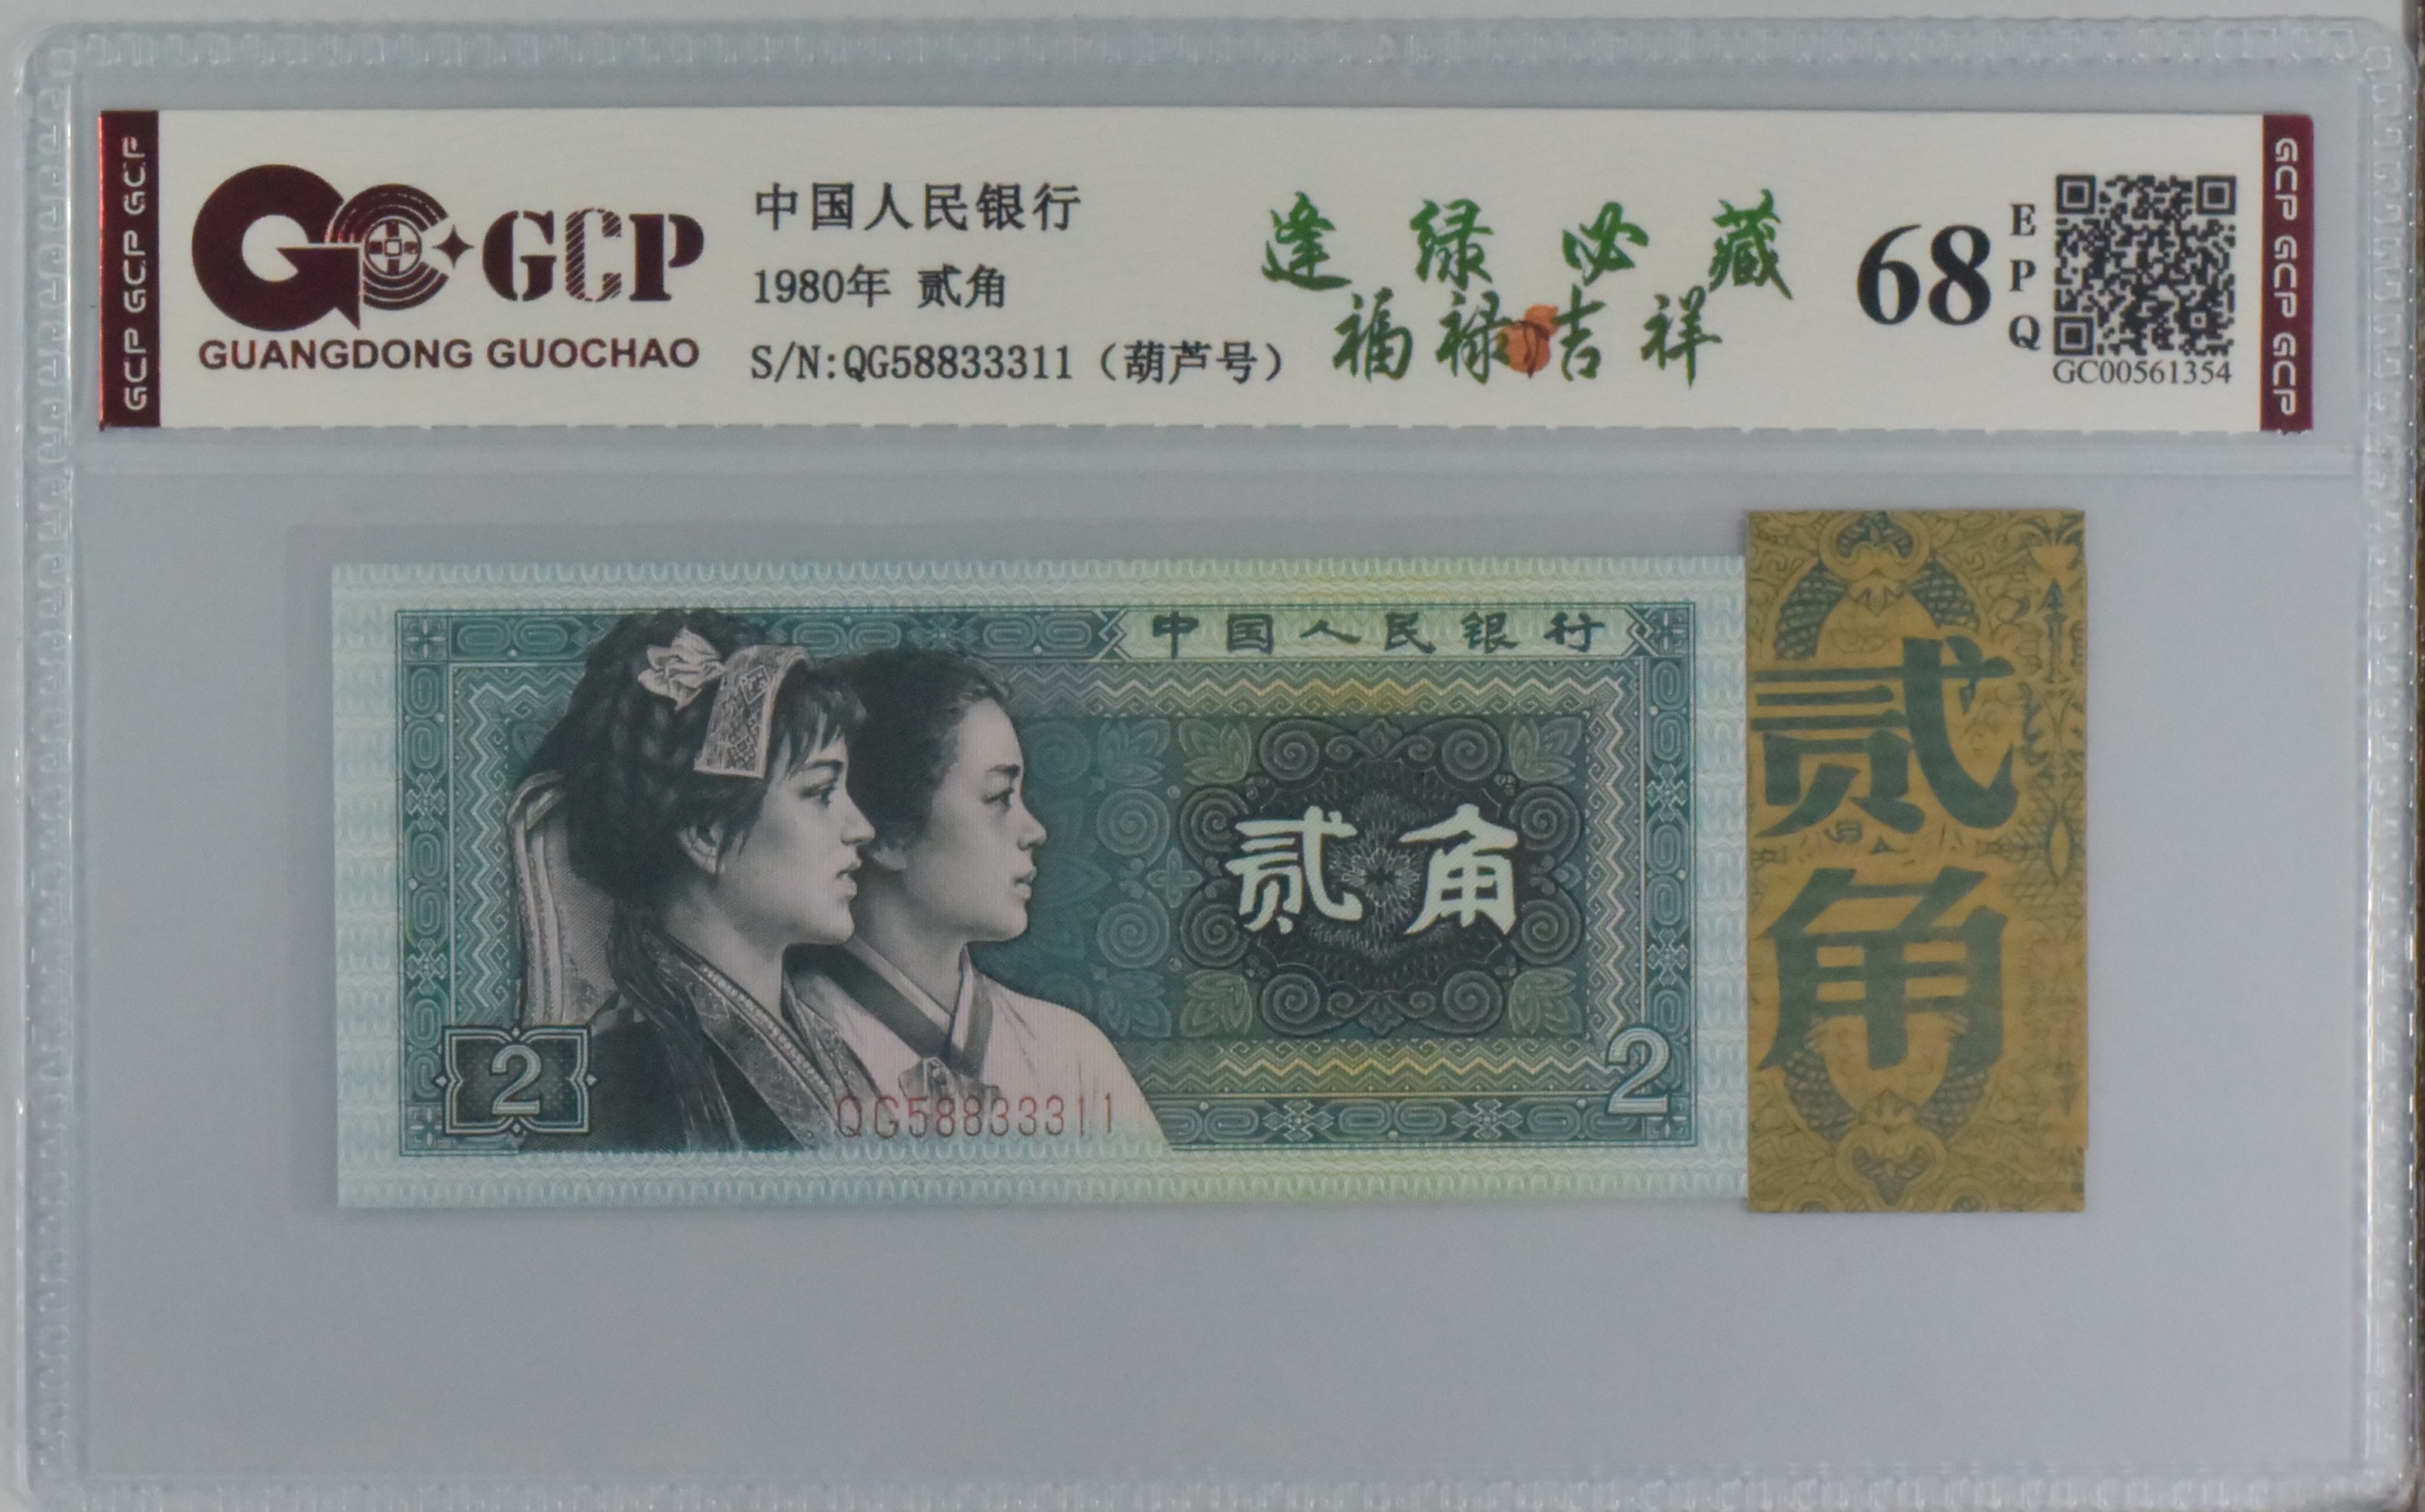 GCP GCP GCP
GCP
GUANGDONG GUOCHAO
中国人民银行
1980年 贰角
S/N:QG58833311（葫芦号）
逢绿必藏
福禄吉祥
68
EPQ
GC00561354
GCP GCP GCP
中国人民银行
贰角
2
2
QG58833311
贰角